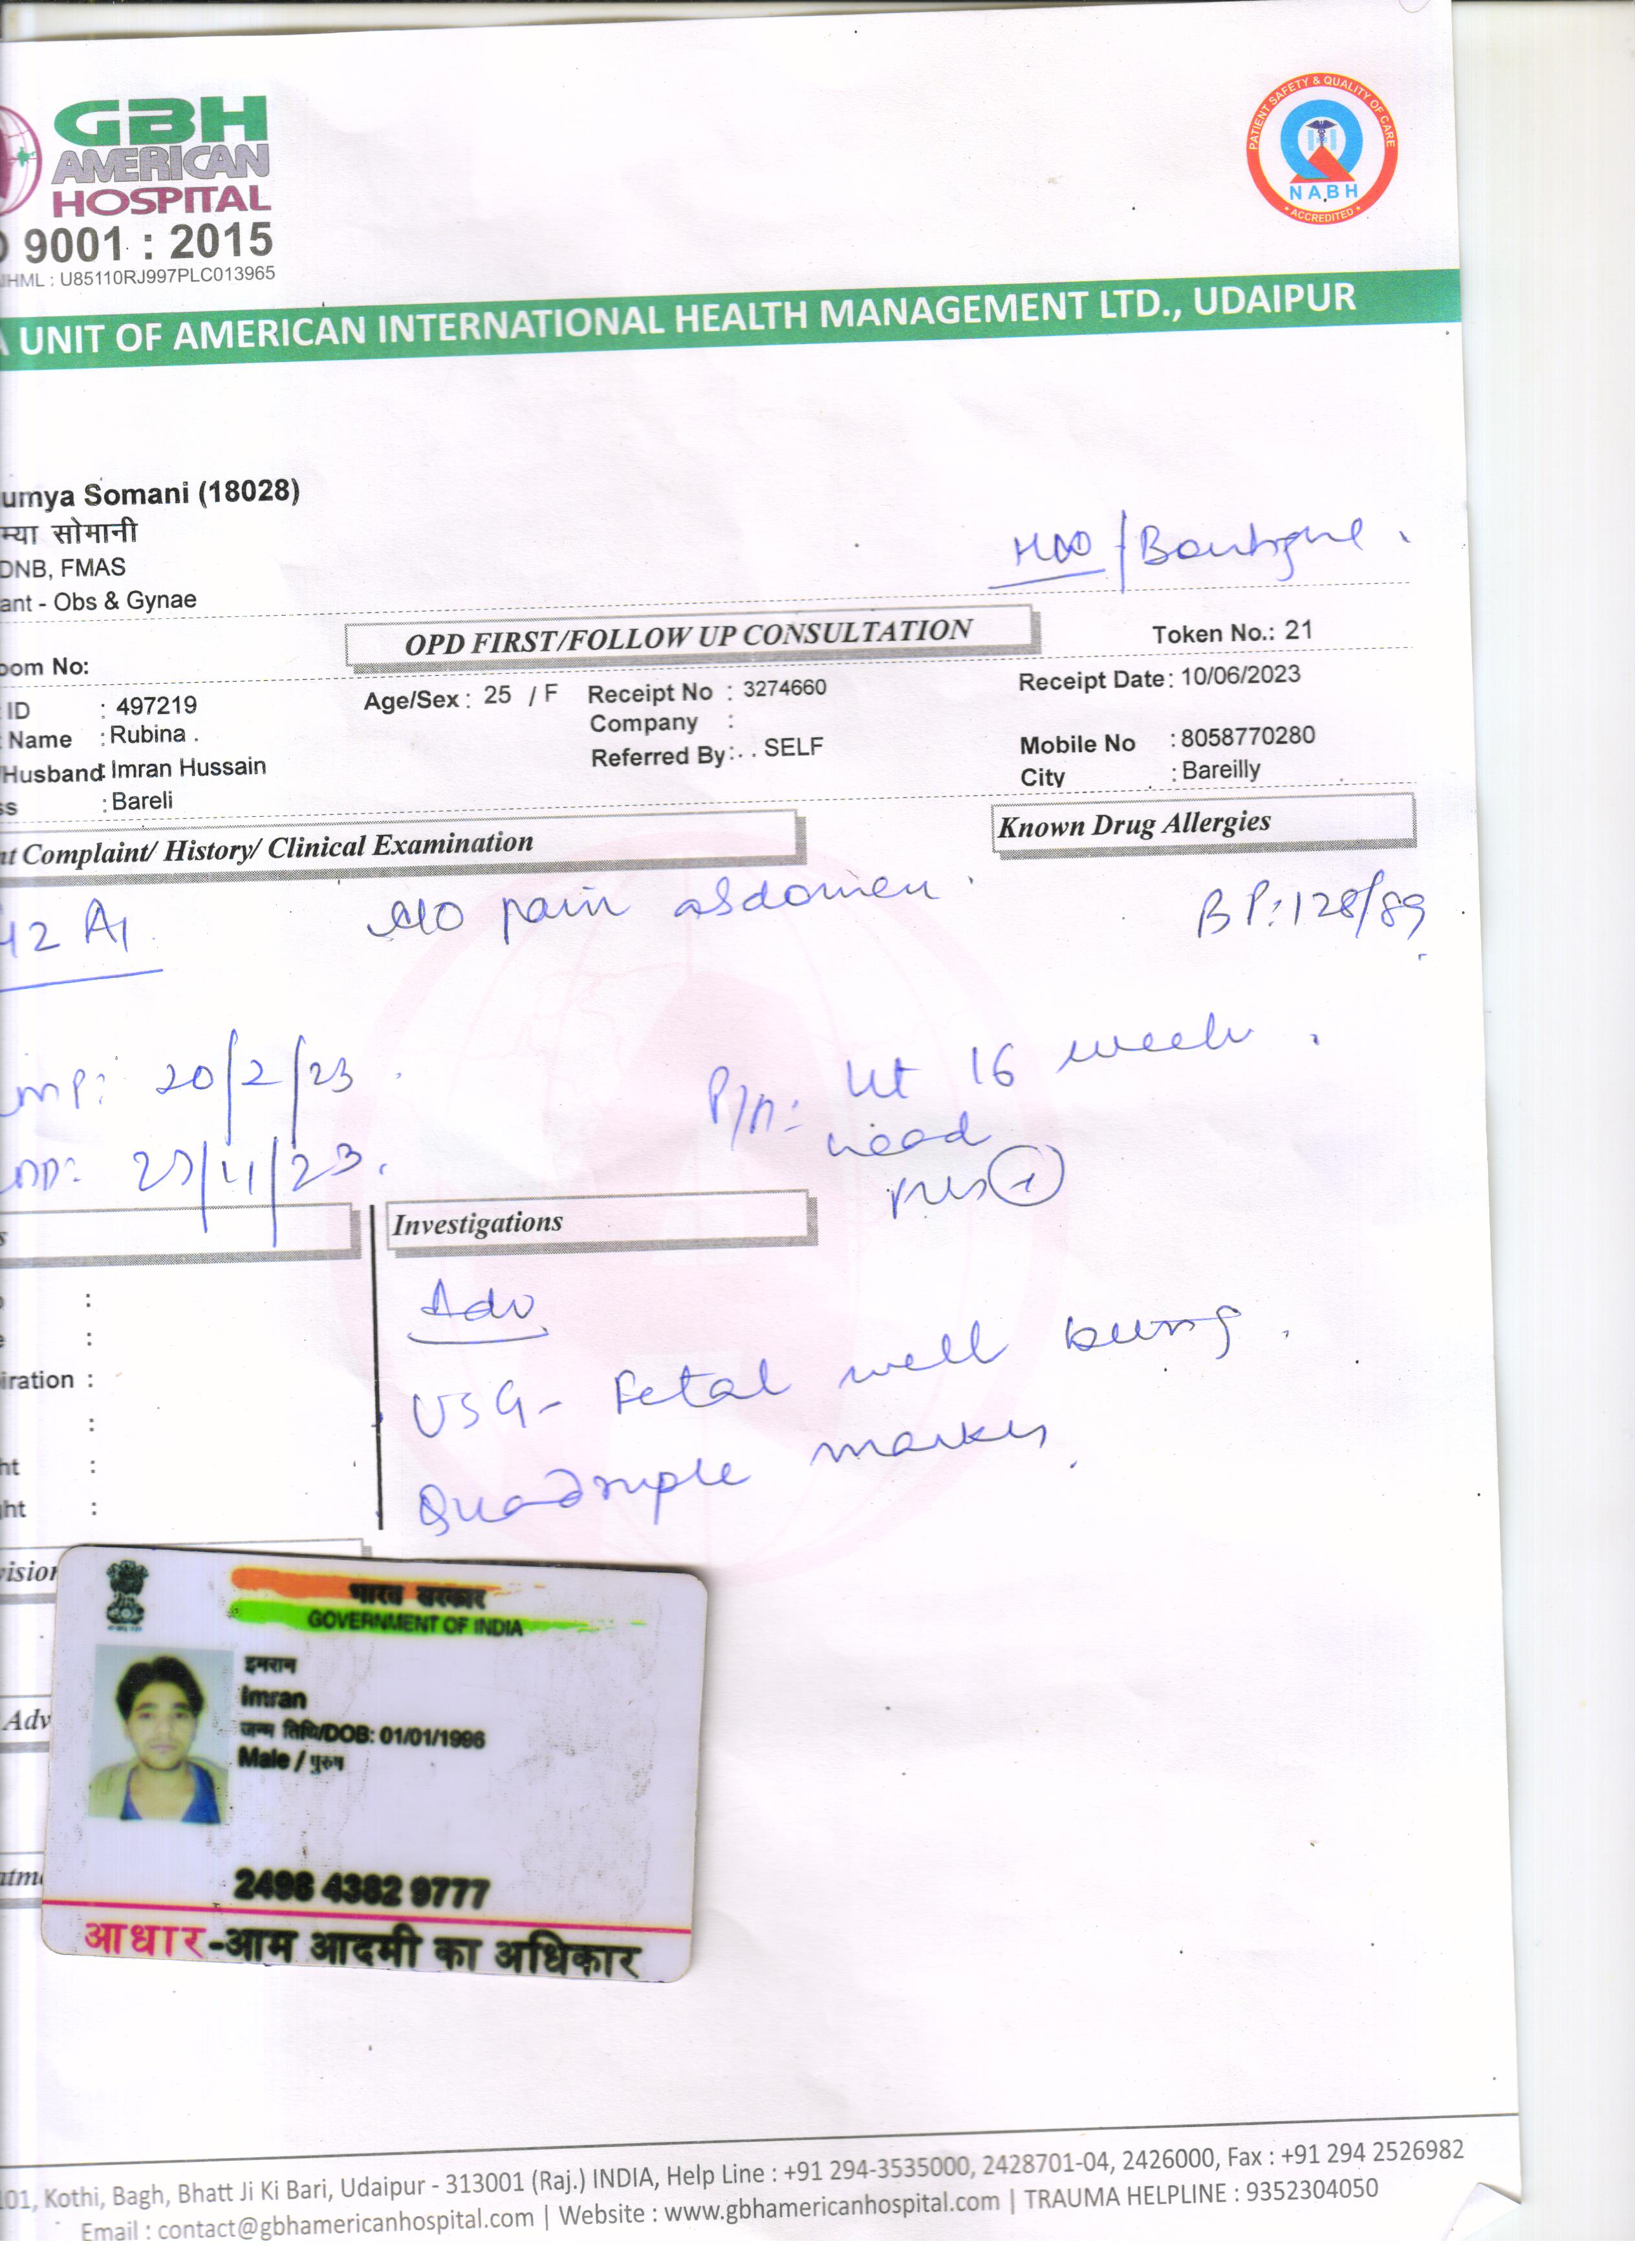 GBH
AMERICAN
HOSPITAL
9001 : 2015
IHML : U85110RJ997PLC013965
PATIENT SAFETY & QUALITY OF CARE
NABH
• ACCREDITED •
A UNIT OF AMERICAN INTERNATIONAL HEALTH MANAGEMENT LTD., UDAIPUR
umya Somani (18028)
म्या सोमानी
DNB, FMAS
ant - Obs & Gynae
OPD FIRST/FOLLOW UP CONSULTATION
Token No.: 21
oom No:
ID : 497219 Age/Sex : 25 / F Receipt No : 3274660 Receipt Date: 10/06/2023
Name : Rubina . Company :
Husband: Imran Hussain Referred By:. . SELF Mobile No : 8058770280
ss : Bareli City : Bareilly
nt Complaint/ History/ Clinical Examination Known Drug Allergies
A1 pain abdomen. BP: 128/89
LMP: 20/2/23. P/A: Ut 16 week.
/11/23.
Investigations
Adv
USG- Fetal well being.
Quadruple marker.
iration :
ht :
ght :
Adv
भारत सरकार
GOVERNMENT OF INDIA
इमरान
Imran
जन्म तिथि/DOB: 01/01/1996
Male / पुरुष
2498 4382 9777
आधार-आम आदमी का अधिकार
101, Kothi, Bagh, Bhatt Ji Ki Bari, Udaipur - 313001 (Raj.) INDIA, Help Line : +91 294-3535000, 2428701-04, 2426000, Fax : +91 294 2526982
Email : contact@gbhamericanhospital.com | Website : www.gbhamericanhospital.com | TRAUMA HELPLINE : 9352304050